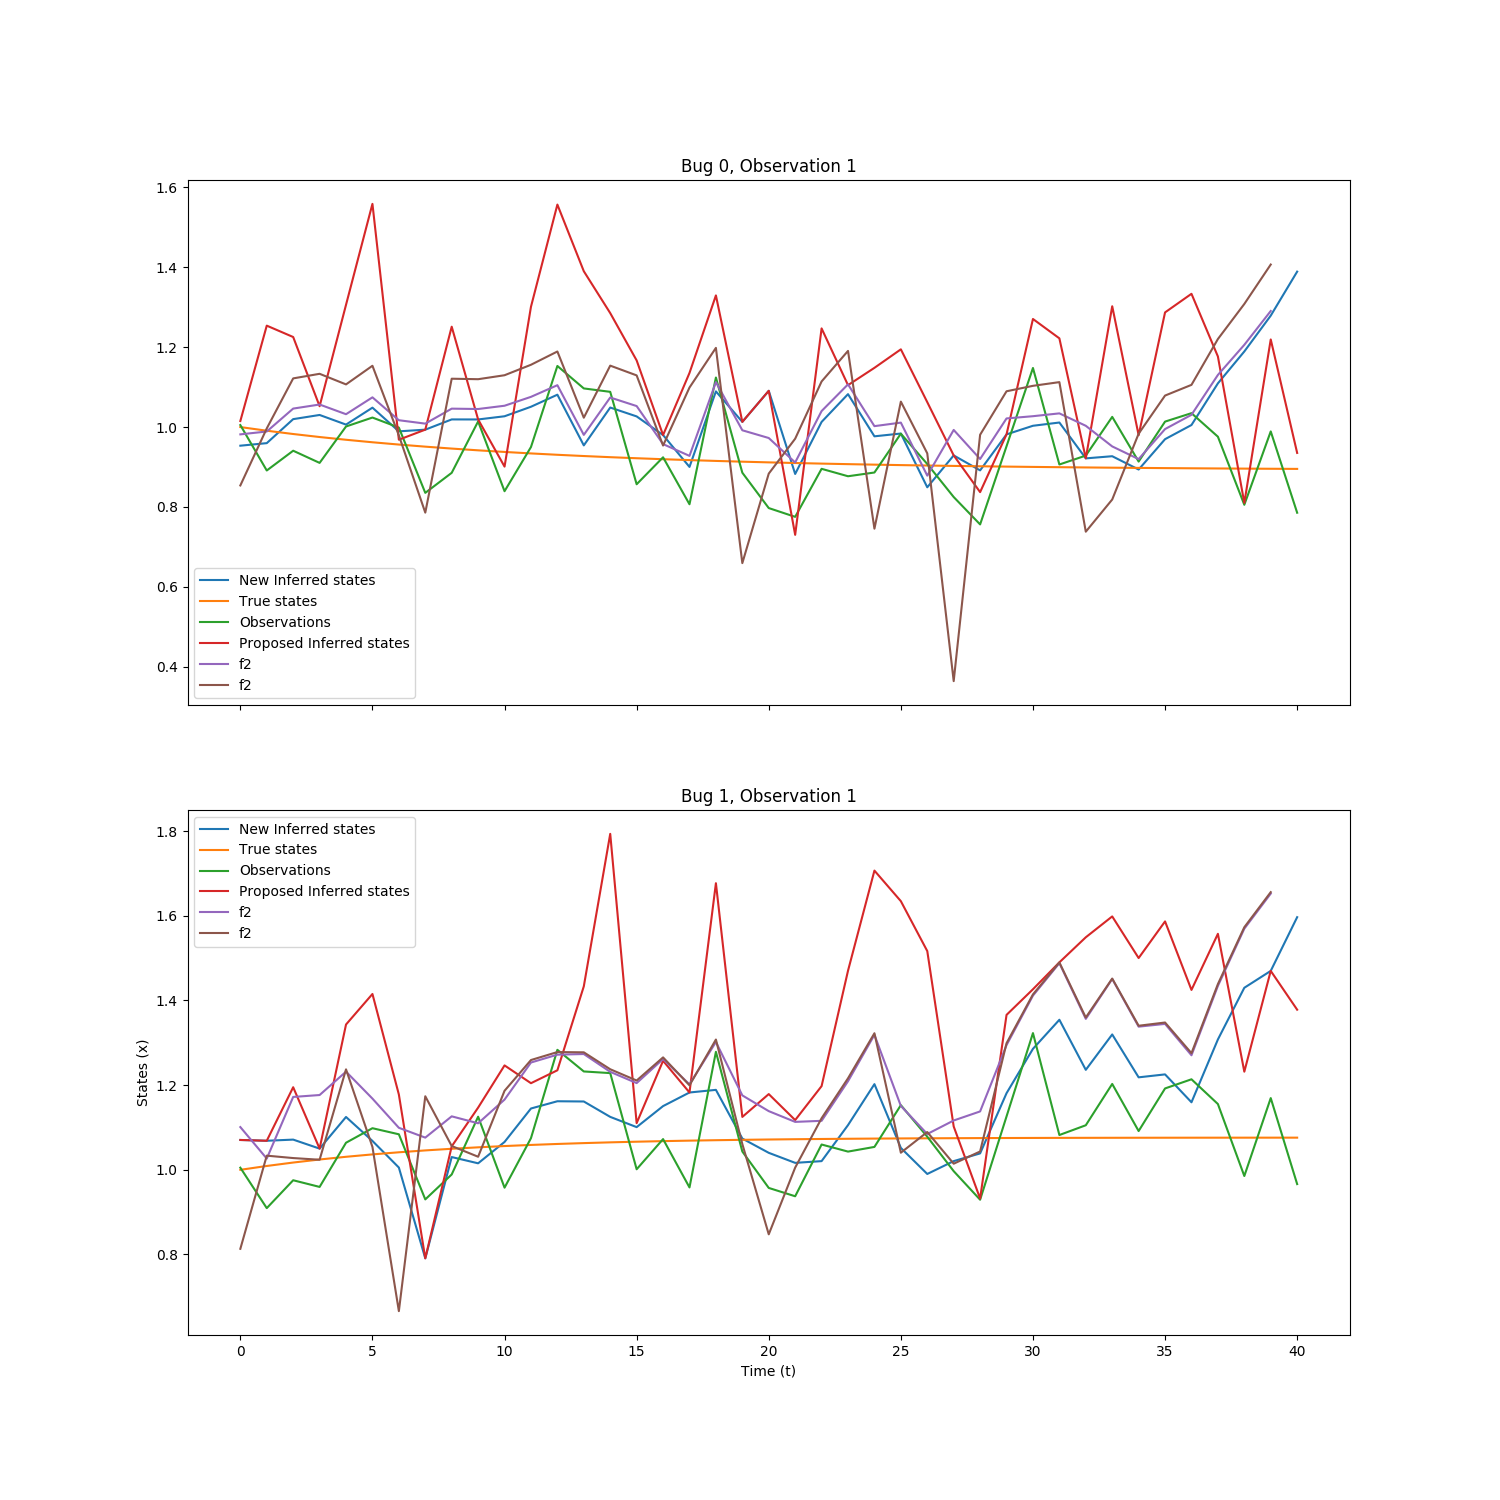 Bug 0, Observation 1
1.6
1.4
1.2
1.0
0.8
0.6
0.4
New Inferred states
True states
Observations
Proposed Inferred states
f2
f2
Bug 1, Observation 1
1.8
1.6
1.4
1.2
1.0
0.8
States (x)
New Inferred states
True states
Observations
Proposed Inferred states
f2
f2
0 5 10 15 20 25 30 35 40
Time (t)